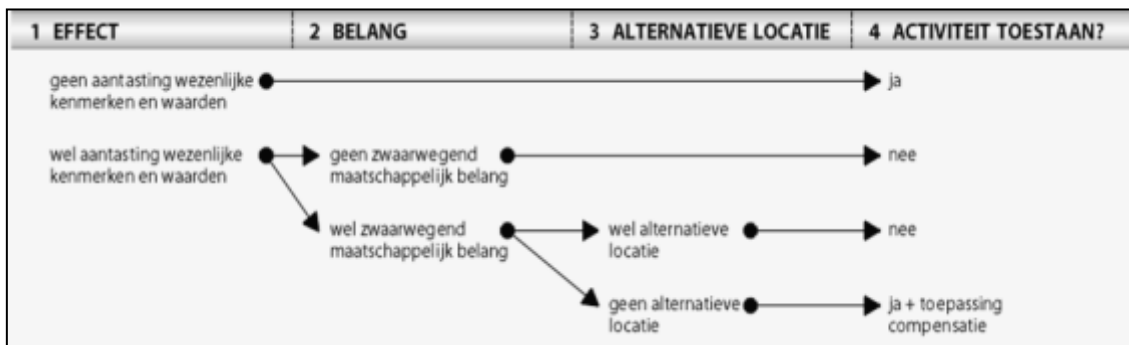 1 EFFECT 2 BELANG 3 ALTERNATIEVE LOCATIE 4 ACTIVITEIT TOESTAAN?
geen aantasting wezenlijke ja
kenmerken en waarden
wel aantasting wezenlijke geen zwaarwegend nee
kenmerken en waarden maatschappelijk belang
wel zwaarwegend wel alternatieve nee
maatschappelijk belang locatie
geen alternatieve ja + toepassing
locatie compensatie